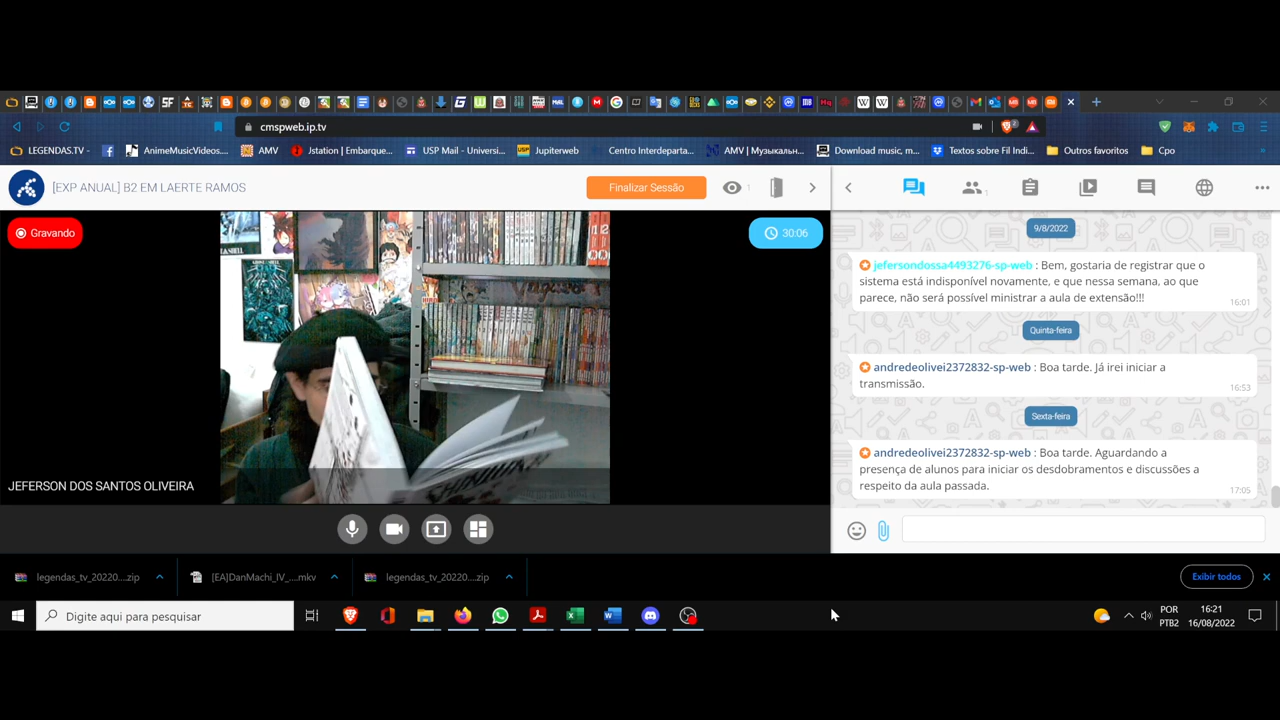 cmspweb.ip.tv
2
LEGENDAS.TV -
AnimeMusicVideos...
AMV
Jstation | Embarque...
USP Mail - Universi...
Jupiterweb
Centro Interdeparta...
AMV | Музыкальн...
Download music, m...
Textos sobre Fil Indi...
Outros favoritos
Cpo
[EXP ANUAL] B2 EM LAERTE RAMOS
Finalizar Sessão
1
1
Gravando
30:06
JEFERSON DOS SANTOS OLIVEIRA
9/8/2022
jefersondossa4493276-sp-web : Bem, gostaria de registrar que o
sistema está indisponível novamente, e que nessa semana, ao que
parece, não será possível ministrar a aula de extensão!!!
16:01
Quinta-feira
andredeolivei2372832-sp-web : Boa tarde. Já irei iniciar a
transmissão.
16:53
Sexta-feira
andredeolivei2372832-sp-web : Boa tarde. Aguardando a
presença de alunos para iniciar os desdobramentos e discussões a
respeito da aula passada.
17:05
legendas_tv_20220....zip
[EA]DanMachi_IV_....mkv
legendas_tv_20220....zip
Exibir todos
Digite aqui para pesquisar
POR
PTB2
16:21
16/08/2022